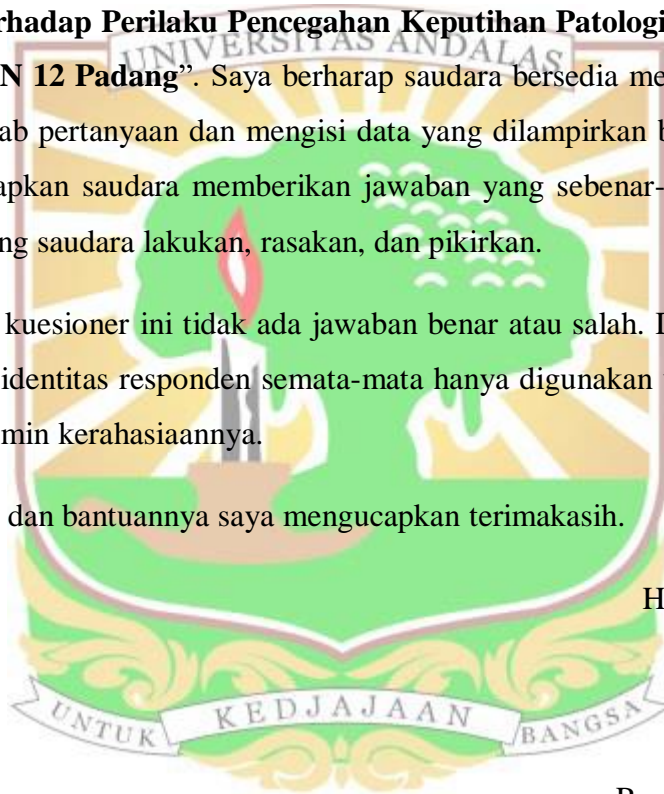 rhadap Perilaku Pencegahan Keputihan Patologi
UNIVERSITAS ANDALAS
N 12 Padang”. Saya berharap saudara bersedia me
ab pertanyaan dan mengisi data yang dilampirkan b
apkan saudara memberikan jawaban yang sebenar-
ng saudara lakukan, rasakan, dan pikirkan.
kuesioner ini tidak ada jawaban benar atau salah.
identitas responden semata-mata hanya digunakan
min kerahasiaannya.
dan bantuannya saya mengucapkan terimakasih.
H
UNTUK KEDJAJAAN BANGSA